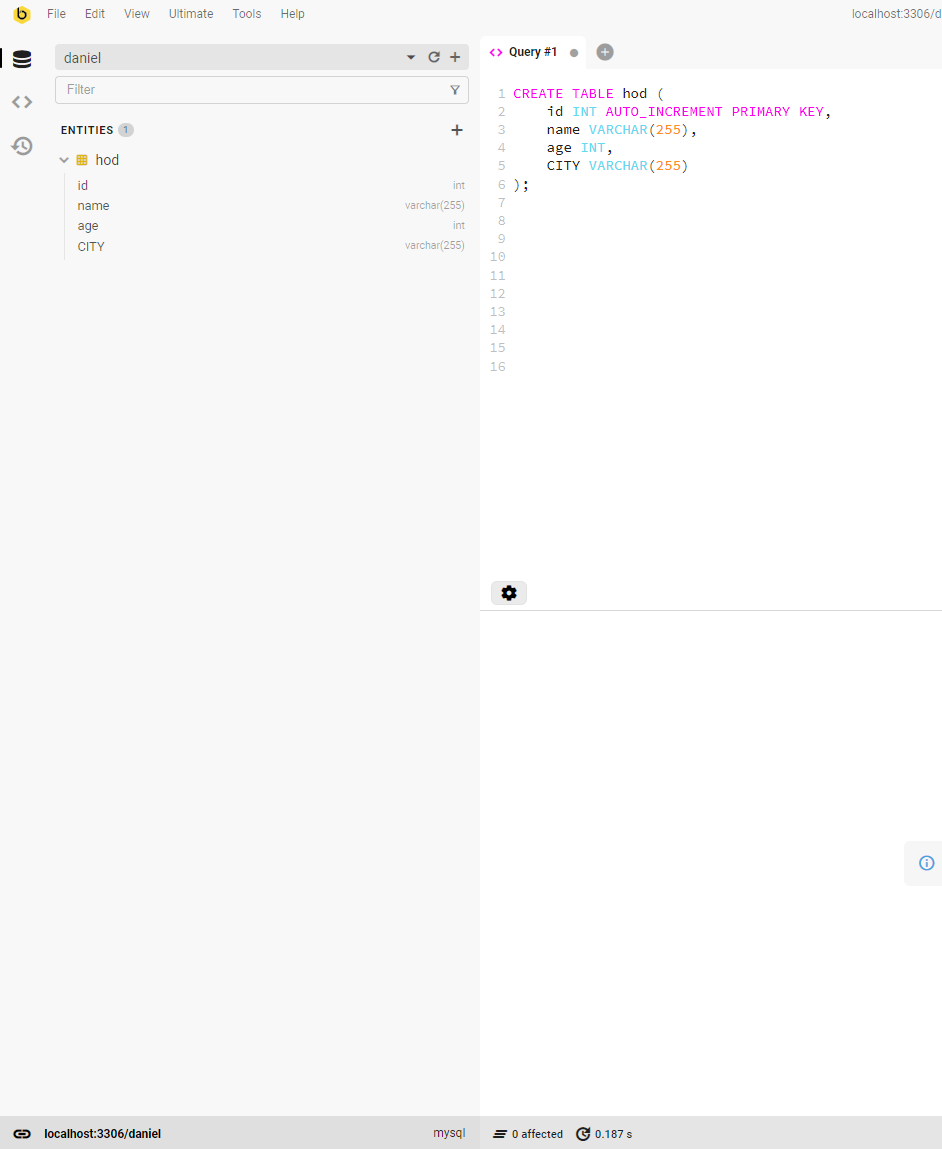 b File Edit View Ultimate Tools Help localhost:3306/d
daniel
Filter
ENTITIES 1
hod
id int
name varchar(255)
age int
CITY varchar(255)
Query #1
1 CREATE TABLE hod (
2 id INT AUTO_INCREMENT PRIMARY KEY,
3 name VARCHAR(255),
4 age INT,
5 CITY VARCHAR(255)
6 );
7
8
9
10
11
12
13
14
15
16
localhost:3306/daniel mysql 0 affected 0.187 s